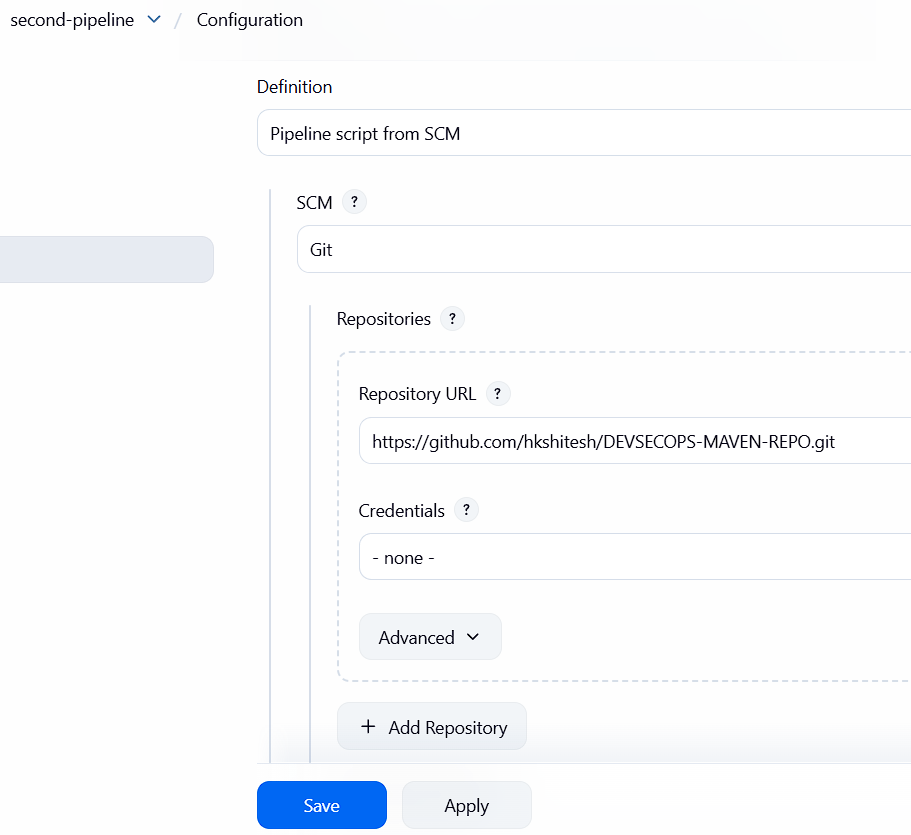 second-pipeline / Configuration
Definition
Pipeline script from SCM
SCM ?
Git
Repositories ?
Repository URL ?
https://github.com/hkshitesh/DEVSECOPS-MAVEN-REPO.git
Credentials ?
- none -
Advanced
+ Add Repository
Save Apply